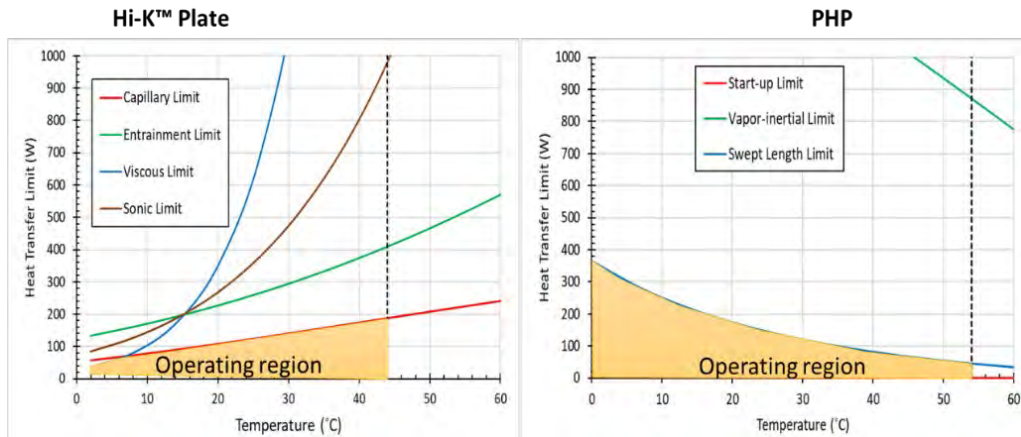 Hi-K™ Plate
PHP
1000
900
800
700
600
500
400
300
200
100
0
Heat Transfer Limit (W)
Capillary Limit
Entrainment Limit
Viscous Limit
Sonic Limit
Operating region
0 10 20 30 40 50 60
Temperature (˚C)
1000
900
800
700
600
500
400
300
200
100
0
Heat Transfer Limit (W)
Start-up Limit
Vapor-inertial Limit
Swept Length Limit
Operating region
0 10 20 30 40 50 60
Temperature (˚C)